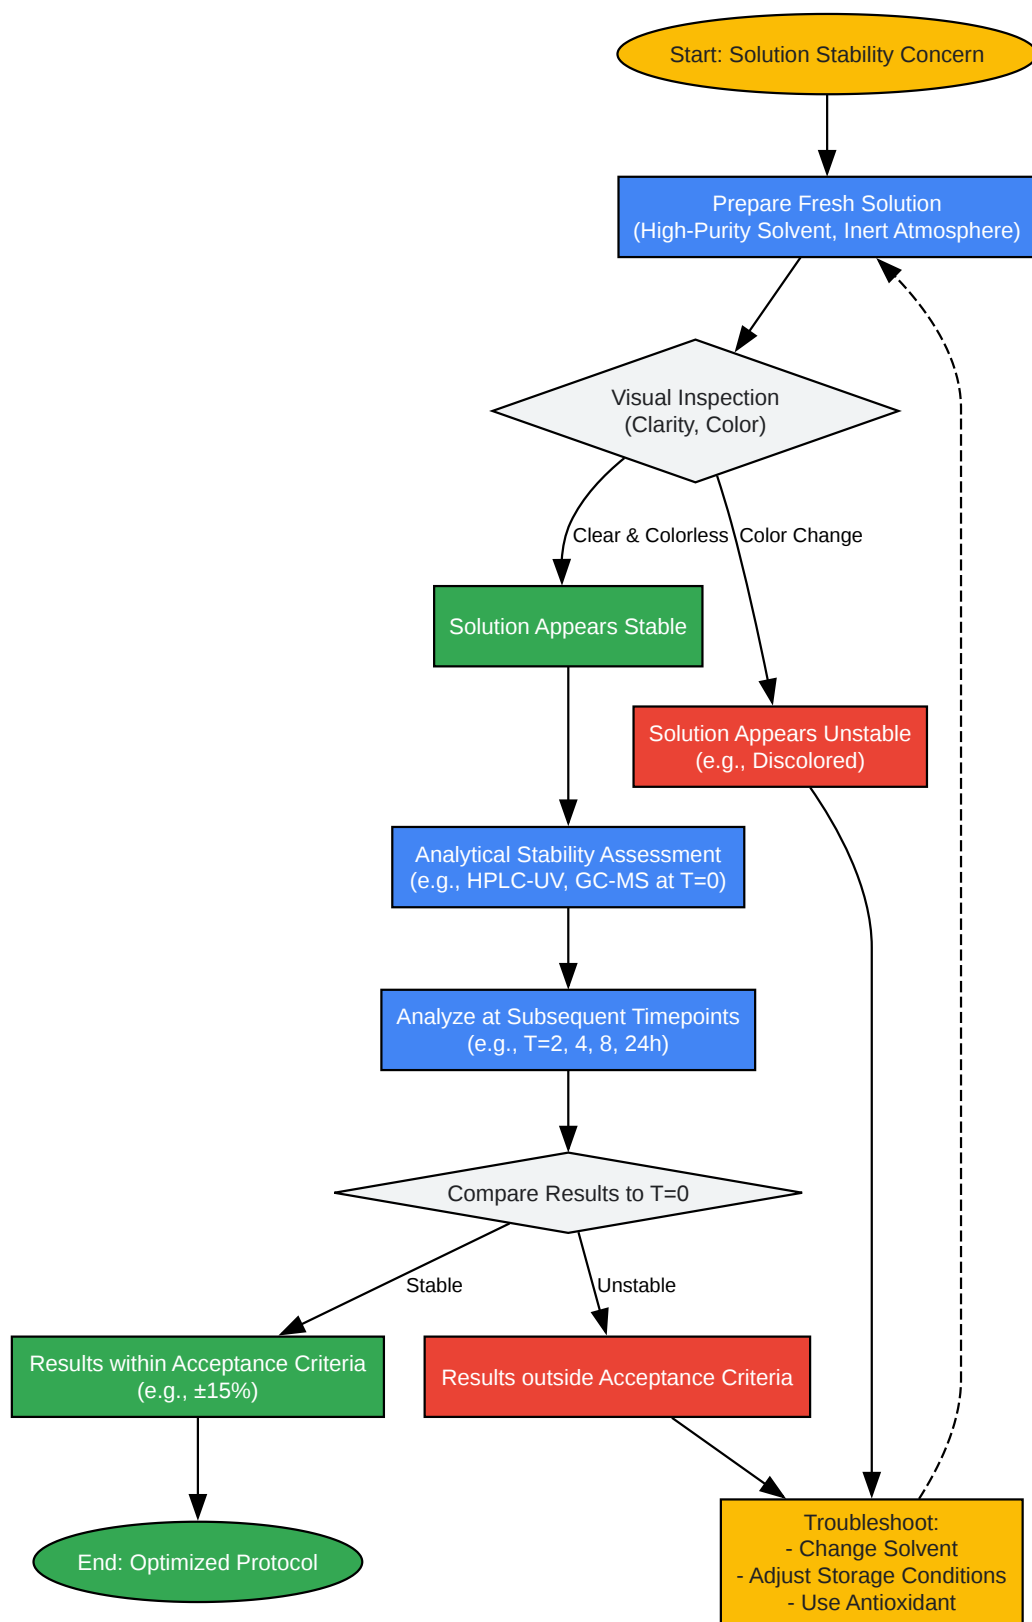 Start: Solution Stability Concern
Prepare Fresh Solution
(High-Purity Solvent, Inert Atmosphere)
Visual Inspection
(Clarity, Color)
Clear & Colorless
Color Change
Solution Appears Stable
Solution Appears Unstable
(e.g., Discolored)
Analytical Stability Assessment
(e.g., HPLC-UV, GC-MS at T=0)
Analyze at Subsequent Timepoints
(e.g., T=2, 4, 8, 24h)
Compare Results to T=0
Stable
Unstable
Results within Acceptance Criteria
(e.g., ±15%)
Results outside Acceptance Criteria
End: Optimized Protocol
Troubleshoot:
- Change Solvent
- Adjust Storage Conditions
- Use Antioxidant